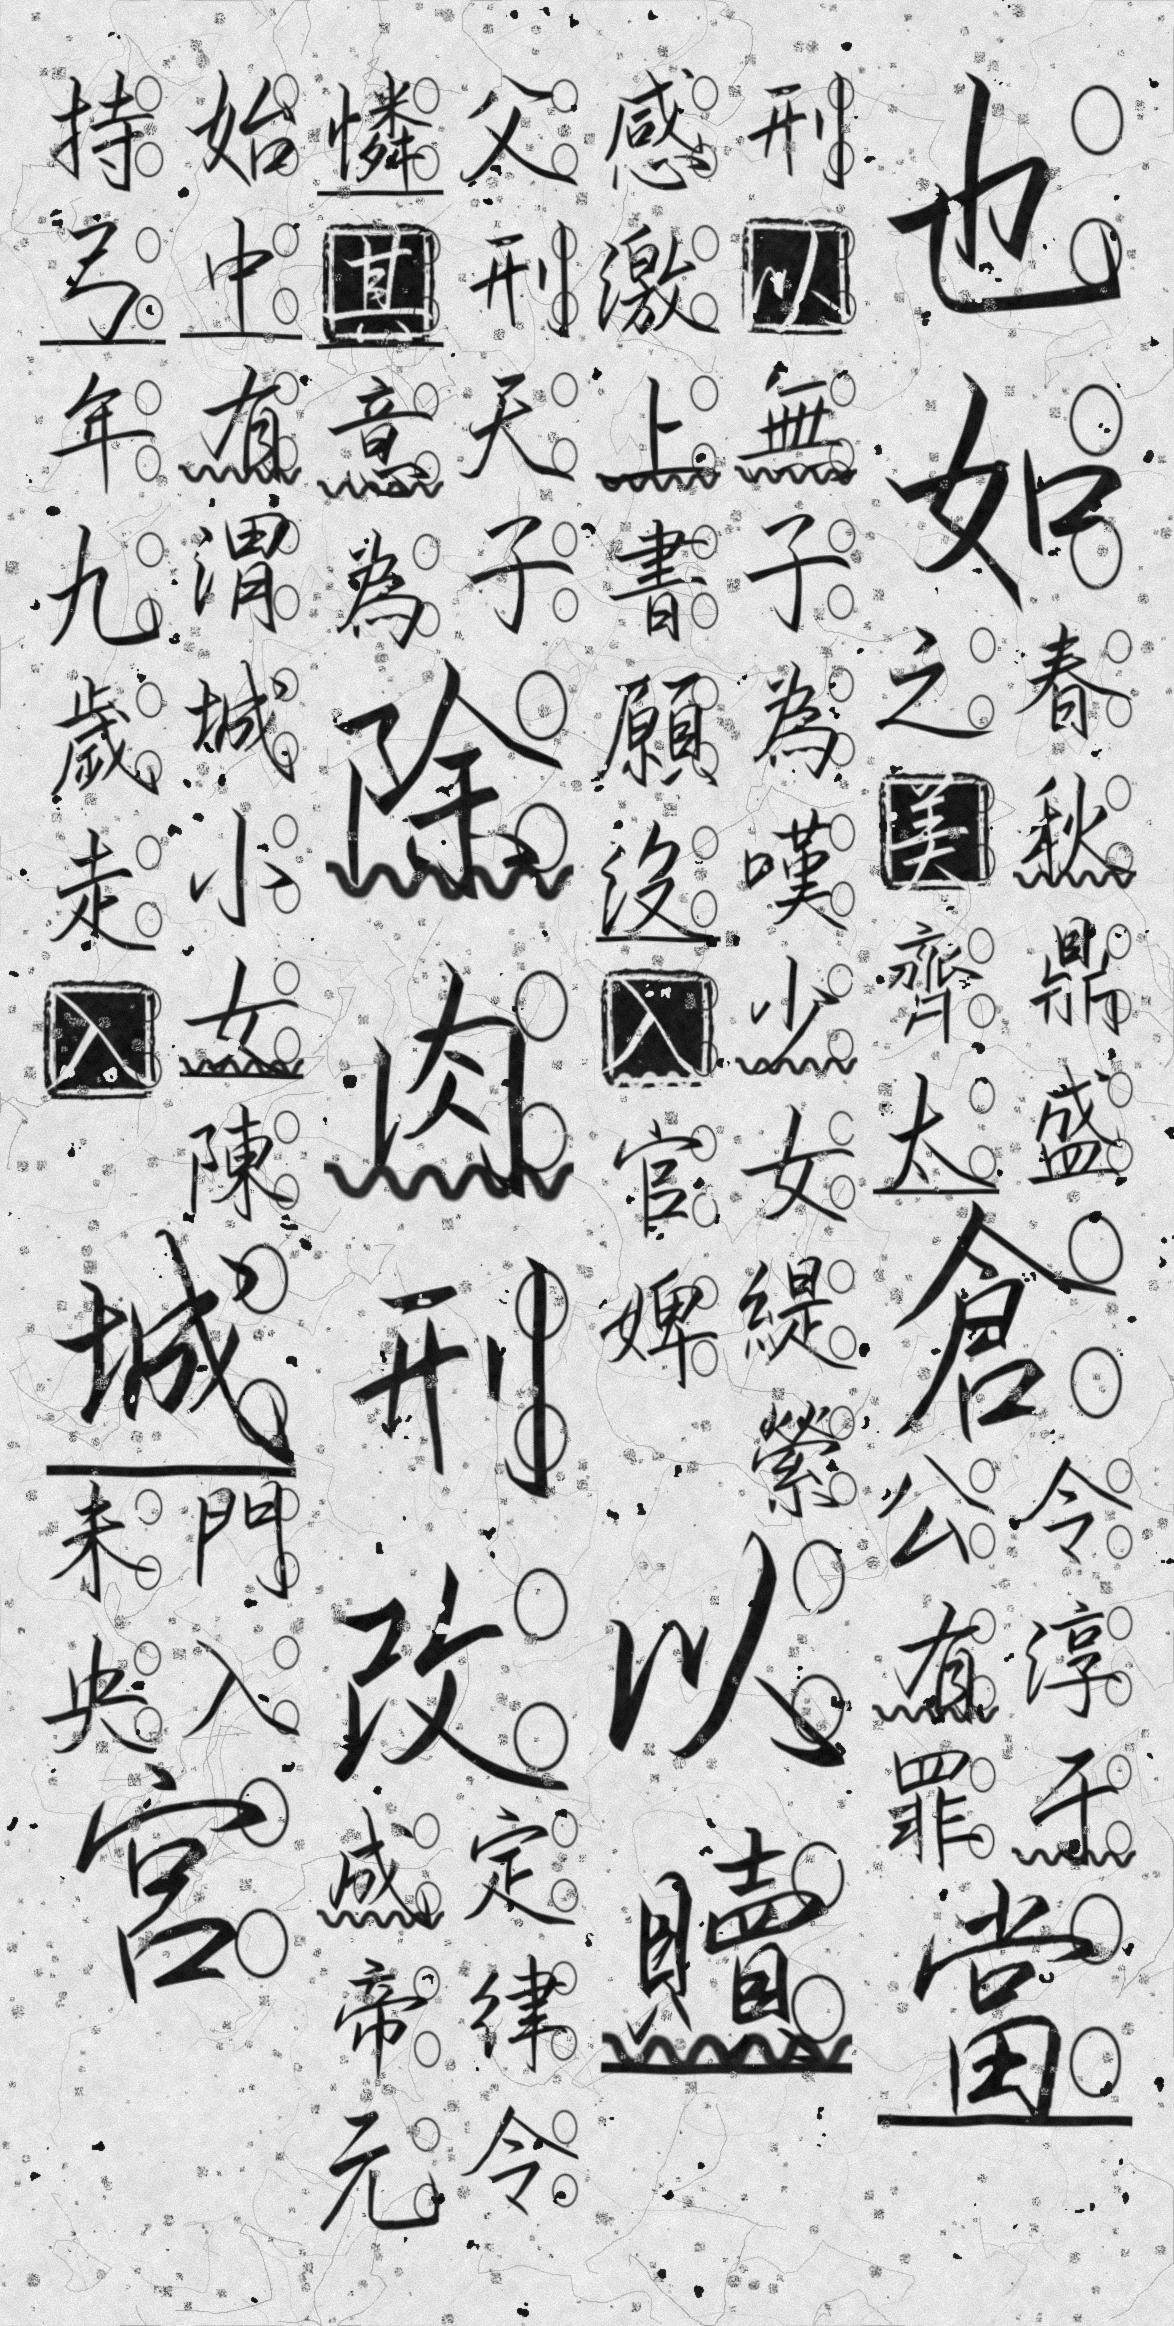 也如春秋鼎盛之美齊太倉令淳于公有罪當
刑以無子為嘆少女緹縈感激上書願沒入官婢以贖
父刑天子憐其意為除肉刑改定律令成帝元
始中有渭城小女陳持弓年九歲走入城門入未央宮